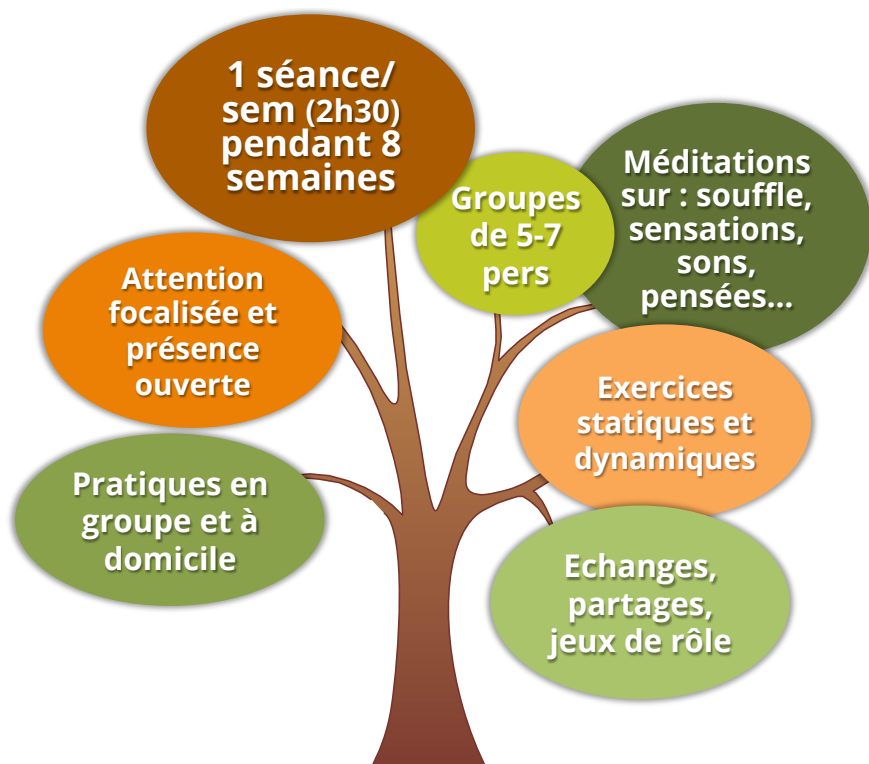 1 séance/
sem (2h30)
pendant 8
semaines
Groupes
de 5-7
pers
Méditations
sur : souffle,
sensations,
sons,
pensées...
Attention
focalisée et
présence
ouverte
Exercices
statiques et
dynamiques
Pratiques en
groupe et à
domicile
Echanges,
partages,
jeux de rôle